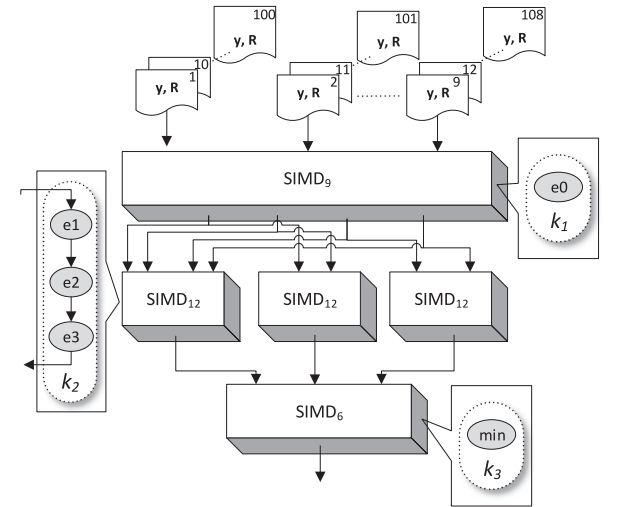 100
y, R
101
y, R
108
y, R
10
1
y, R
11
2
y, R
12
9
y, R
SIMD₉
e0
k₁
e1
e2
e3
k₂
SIMD₁₂
SIMD₁₂
SIMD₁₂
SIMD₆
min
k₃